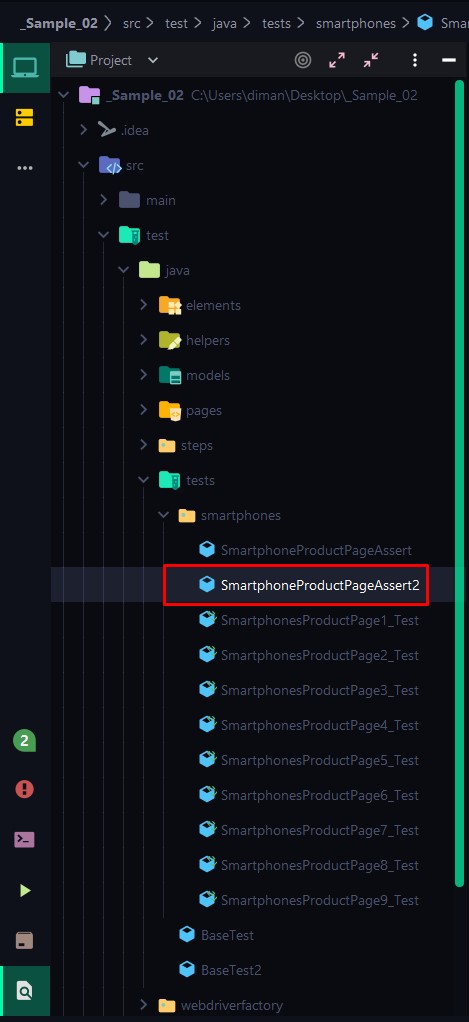 _Sample_02 > src > test > java > tests > smartphones >
Project
_Sample_02 C:\Users\diman\Desktop\_Sample_02
.idea
src
main
test
java
elements
helpers
models
pages
steps
tests
smartphones
SmartphoneProductPageAssert
SmartphoneProductPageAssert2
SmartphonesProductPage1_Test
SmartphonesProductPage2_Test
SmartphonesProductPage3_Test
SmartphonesProductPage4_Test
SmartphonesProductPage5_Test
SmartphonesProductPage6_Test
SmartphonesProductPage7_Test
2
SmartphonesProductPage8_Test
SmartphonesProductPage9_Test
BaseTest
BaseTest2
webdriverfactory